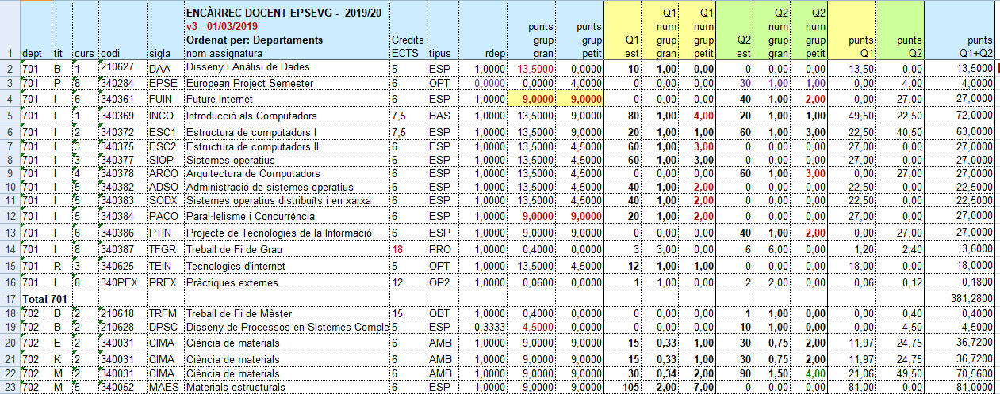 ENCÀRREC DOCENT EPSEVG - 2019/20
v3 - 01/03/2019
Ordenat per: Departaments
1 dept tit curs codi sigla nom assignatura Credits ECTS tipus rdep punts grup gran punts grup petit Q1 est Q1 num grup gran Q1 num grup petit Q2 est Q2 num grup gran Q2 num grup petit punts Q1 punts Q2 punts Q1+Q2
2 701 B 1 210627 DAA Disseny i Anàlisi de Dades 5 ESP 1,0000 13,5000 0,0000 10 1,00 0,00 0 0,00 0,00 13,50 0,00 13,5000
3 701 P 8 340284 EPSE European Project Semester 6 OPT 0,0000 0,0000 4,0000 0 0,00 0,00 30 1,00 1,00 0,00 4,00 4,0000
4 701 I 6 340361 FUIN Future Internet 6 ESP 1,0000 9,0000 9,0000 0 0,00 0,00 40 1,00 2,00 0,00 27,00 27,0000
5 701 I 1 340369 INCO Introducció als Computadors 7,5 BAS 1,0000 13,5000 9,0000 80 1,00 4,00 20 1,00 1,00 49,50 22,50 72,0000
6 701 I 2 340372 ESC1 Estructura de computadors I 7,5 ESP 1,0000 13,5000 9,0000 20 1,00 1,00 60 1,00 3,00 22,50 40,50 63,0000
7 701 I 3 340375 ESC2 Estructura de computadors II 6 ESP 1,0000 13,5000 4,5000 60 1,00 3,00 0 0,00 0,00 27,00 0,00 27,0000
8 701 I 3 340377 SIOP Sistemes operatius 6 ESP 1,0000 13,5000 4,5000 60 1,00 3,00 0 0,00 0,00 27,00 0,00 27,0000
9 701 I 4 340378 ARCO Arquitectura de Computadors 6 ESP 1,0000 13,5000 4,5000 0 0,00 0,00 60 1,00 3,00 0,00 27,00 27,0000
10 701 I 5 340382 ADSO Administració de sistemes operatius 6 ESP 1,0000 13,5000 4,5000 40 1,00 2,00 0 0,00 0,00 22,50 0,00 22,5000
11 701 I 5 340383 SODX Sistemes operatius distribuïts i en xarxa 6 ESP 1,0000 13,5000 4,5000 40 1,00 2,00 0 0,00 0,00 22,50 0,00 22,5000
12 701 I 5 340384 PACO Paral·lelisme i Concurrència 6 ESP 1,0000 9,0000 9,0000 20 1,00 2,00 0 0,00 0,00 27,00 0,00 27,0000
13 701 I 6 340386 PTIN Projecte de Tecnologies de la Informació 6 ESP 1,0000 9,0000 9,0000 0 0,00 0,00 40 1,00 2,00 0,00 27,00 27,0000
14 701 I 8 340387 TFGR Treball de Fi de Grau 18 PRO 1,0000 0,4000 0,0000 3 3,00 0,00 6 6,00 0,00 1,20 2,40 3,6000
15 701 R 3 340625 TEIN Tecnologies d'internet 5 OPT 1,0000 13,5000 4,5000 12 1,00 1,00 0 0,00 0,00 18,00 0,00 18,0000
16 701 I 8 340PEX PREX Pràctiques externes 12 OP2 1,0000 0,0600 0,0000 1 1,00 0,00 2 2,00 0,00 0,06 0,12 0,1800
17 Total 701 381,2800
18 702 B 2 210618 TRFM Treball de Fi de Màster 15 OBT 1,0000 0,4000 0,0000 0 0,00 0,00 1 1,00 0,00 0,00 0,40 0,4000
19 702 B 2 210628 DPSC Disseny de Processos en Sistemes Comple 5 ESP 0,3333 4,5000 0,0000 0 0,00 0,00 10 1,00 0,00 0,00 4,50 4,5000
20 702 E 2 340031 CIMA Ciència de materials 6 AMB 1,0000 9,0000 9,0000 15 0,33 1,00 30 0,75 2,00 11,97 24,75 36,7200
21 702 K 2 340031 CIMA Ciència de materials 6 AMB 1,0000 9,0000 9,0000 15 0,33 1,00 30 0,75 2,00 11,97 24,75 36,7200
22 702 M 2 340031 CIMA Ciència de materials 6 AMB 1,0000 9,0000 9,0000 30 0,34 2,00 90 1,50 4,00 21,06 49,50 70,5600
23 702 M 5 340052 MAES Materials estructurals 6 ESP 1,0000 9,0000 9,0000 105 2,00 7,00 0 0,00 0,00 81,00 0,00 81,0000